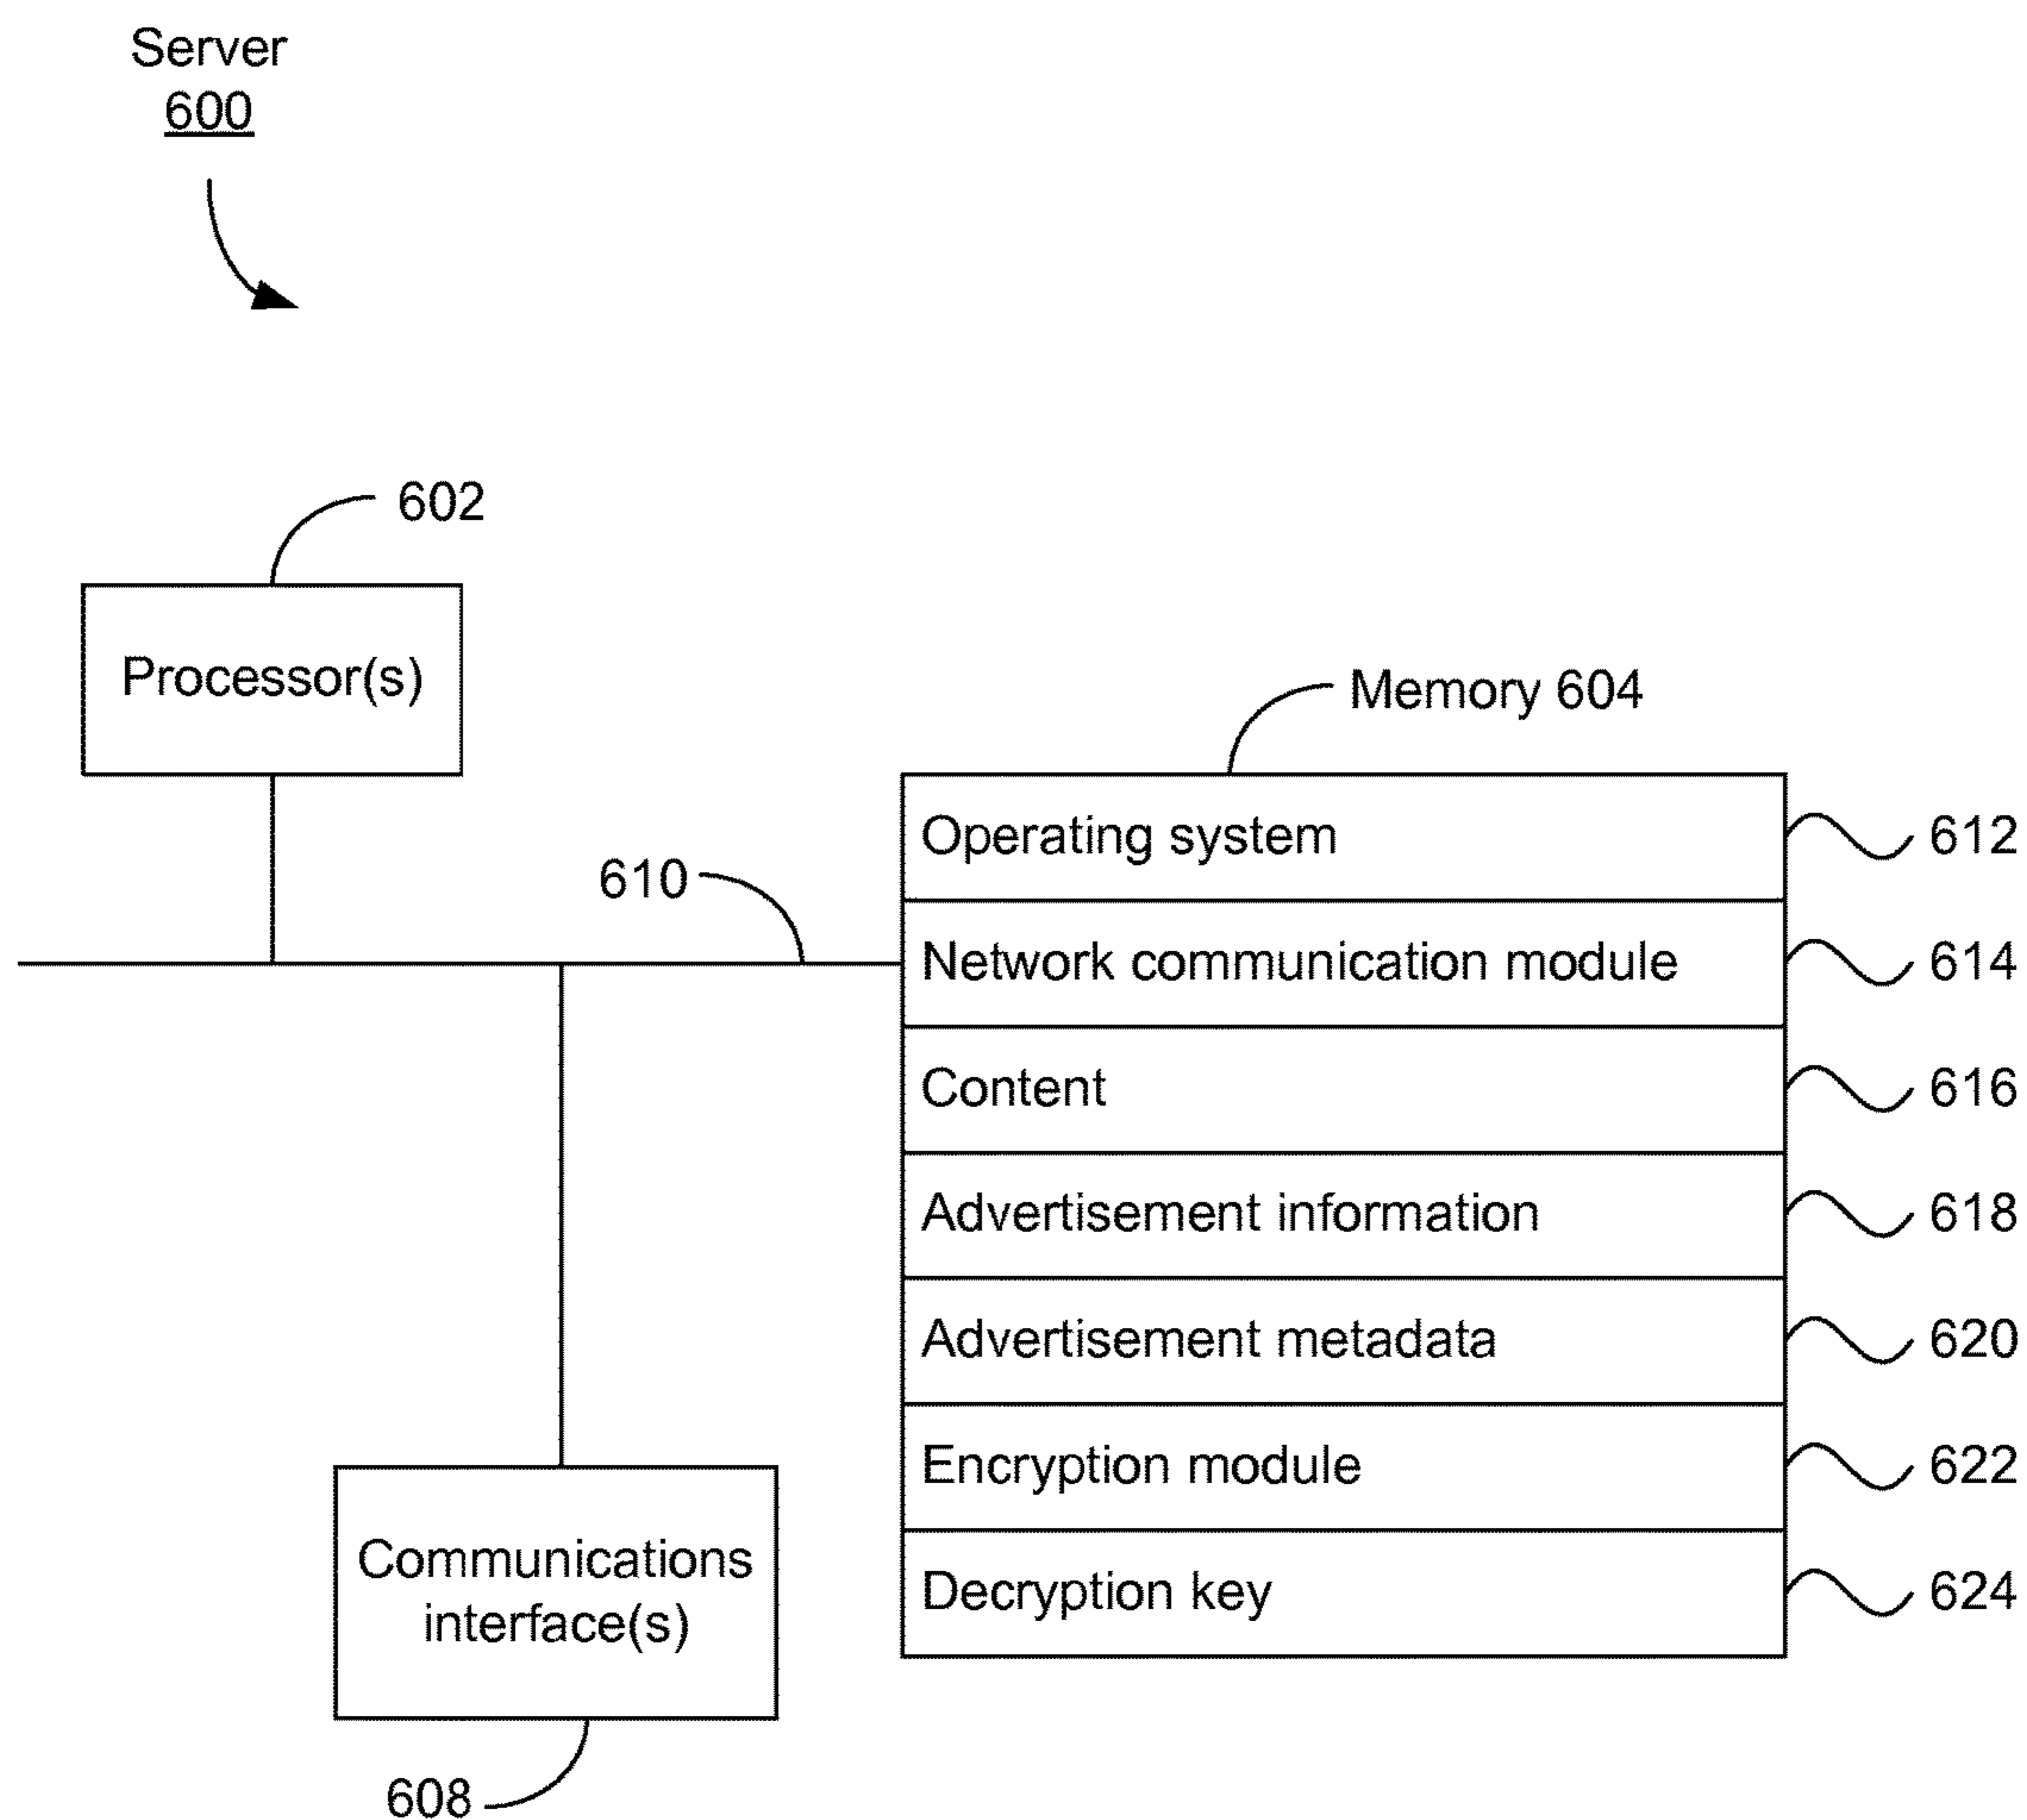 Server
600
602
Processor(s)
Memory 604
Operating system 612
610
Network communication module 614
Content 616
Advertisement information 618
Advertisement metadata 620
Encryption module 622
Decryption key 624
Communications
interface(s)
608